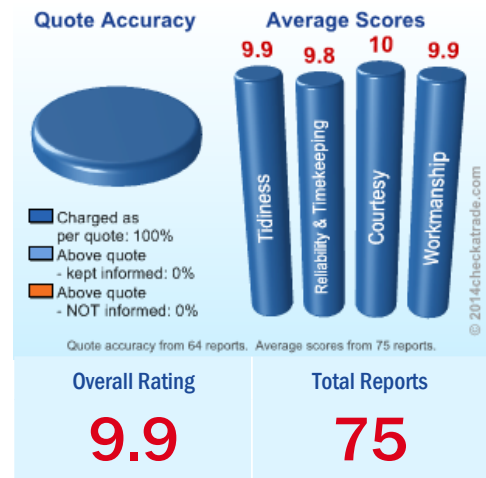 Quote Accuracy
Average Scores
9.9
9.8
10
9.9
Tidiness
Reliability & Timekeeping
Courtesy
Workmanship
Charged as
per quote: 100%
Above quote
- kept informed: 0%
Above quote
- NOT informed: 0%
© 2014checkatrade.com
Quote accuracy from 64 reports. Average scores from 75 reports.
Overall Rating
9.9
Total Reports
75